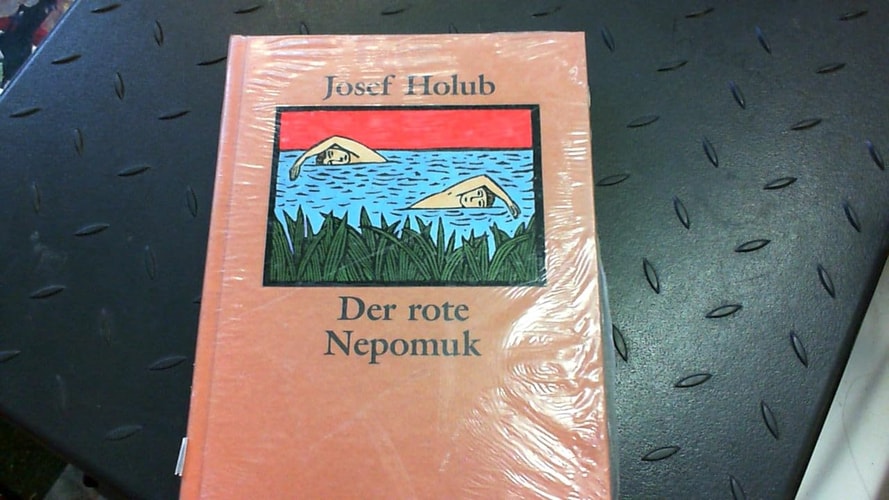 Josef Holub
Der rote
Nepomuk